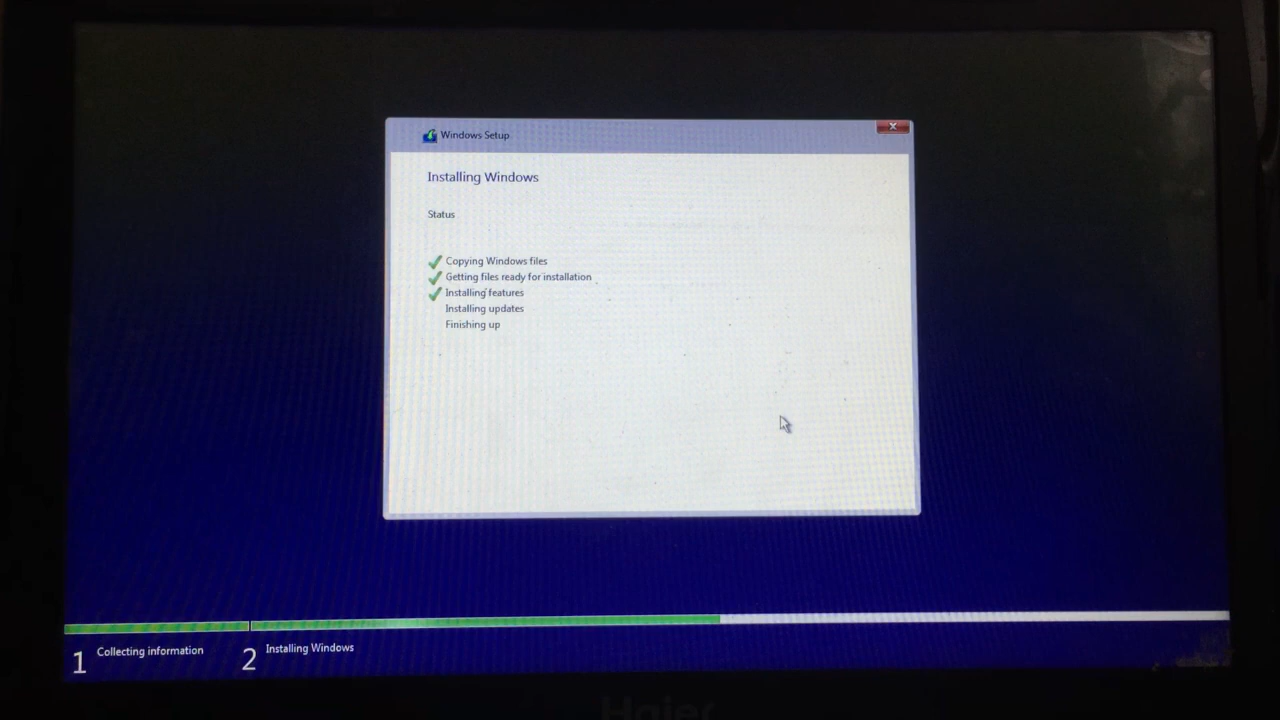 Windows Setup
Installing Windows
Status
Copying Windows files
Getting files ready for installation
Installing features
Installing updates
Finishing up
1 Collecting information
2 Installing Windows
Haier